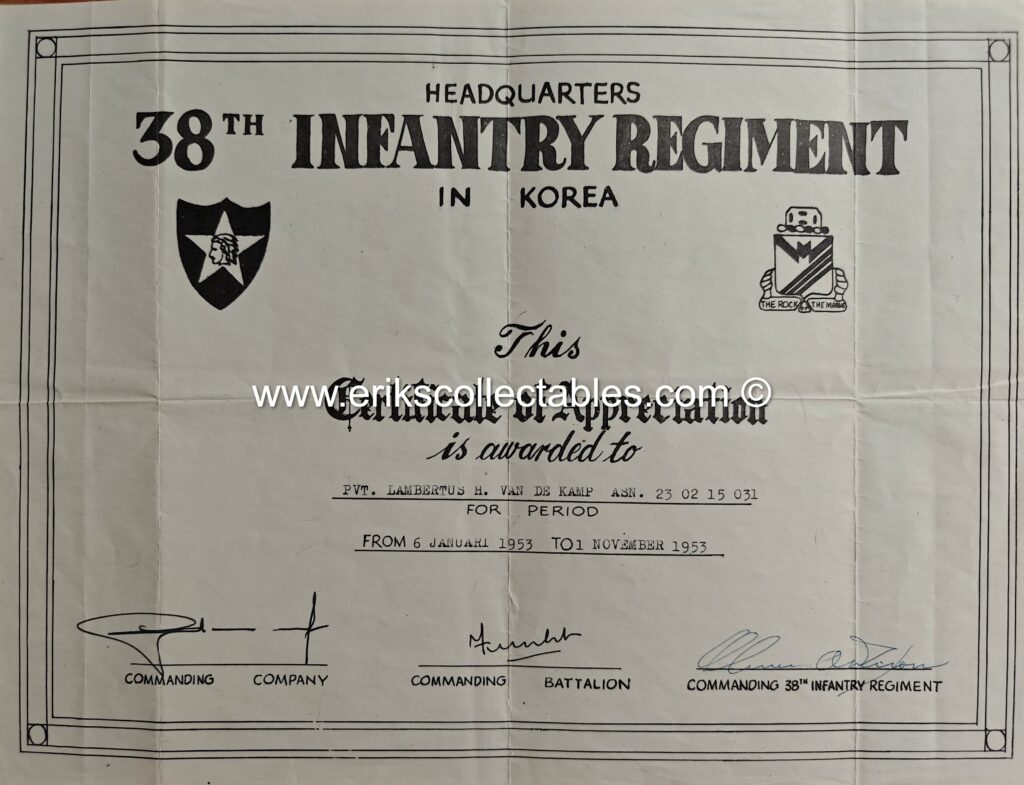 HEADQUARTERS
38TH INFANTRY REGIMENT
IN KOREA
THE ROCK OF THE MARNE
This
www.erikscollectables.com ©
Certificate of Appreciation
is awarded to
PVT. LAMBERTUS H. VAN DE KAMP ASN. 23 02 15 031
FOR PERIOD
FROM 6 JANUARI 1953 TO 1 NOVEMBER 1953
COMMANDING COMPANY
COMMANDING BATTALION
COMMANDING 38TH INFANTRY REGIMENT